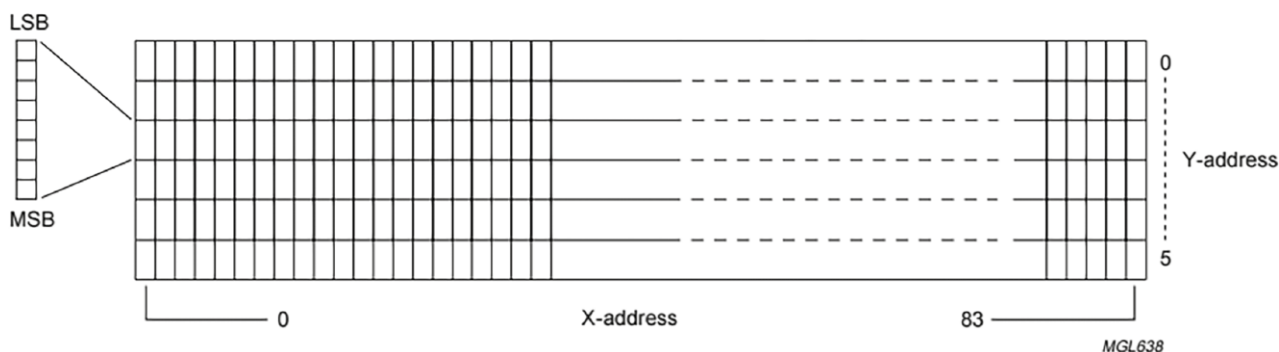 LSB
MSB
0
Y-address
5
0
X-address
83
MGL638